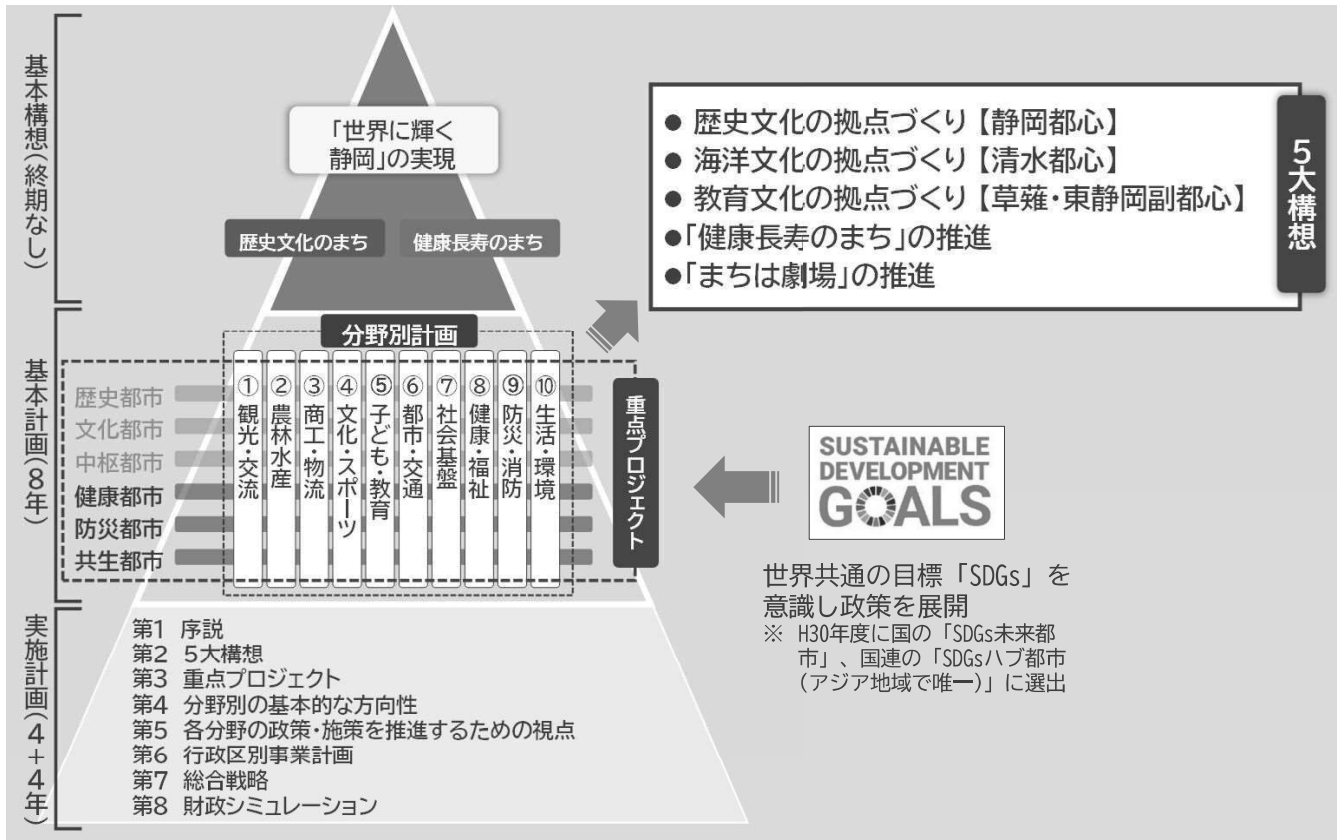 基本構想(終期なし)
「世界に輝く
静岡」の実現
歴史文化のまち
健康長寿のまち
● 歴史文化の拠点づくり【静岡都心】
● 海洋文化の拠点づくり【清水都心】
● 教育文化の拠点づくり【草薙・東静岡副都心】
●「健康長寿のまち」の推進
●「まちは劇場」の推進
5大構想
基本計画(8年)
分野別計画
歴史都市
文化都市
中枢都市
健康都市
防災都市
共生都市
①観光・交流
②農林水産
③商工・物流
④文化・スポーツ
⑤子ども・教育
⑥都市・交通
⑦社会基盤
⑧健康・福祉
⑨防災・消防
⑩生活・環境
重点プロジェクト
SUSTAINABLE
DEVELOPMENT
GOALS
世界共通の目標「SDGs」を
意識し政策を展開
※ H30年度に国の「SDGs未来都
市」、国連の「SDGsハブ都市
(アジア地域で唯一)」に選出
実施計画(4+4年)
第1 序説
第2 5大構想
第3 重点プロジェクト
第4 分野別の基本的な方向性
第5 各分野の政策・施策を推進するための視点
第6 行政区別事業計画
第7 総合戦略
第8 財政シミュレーション